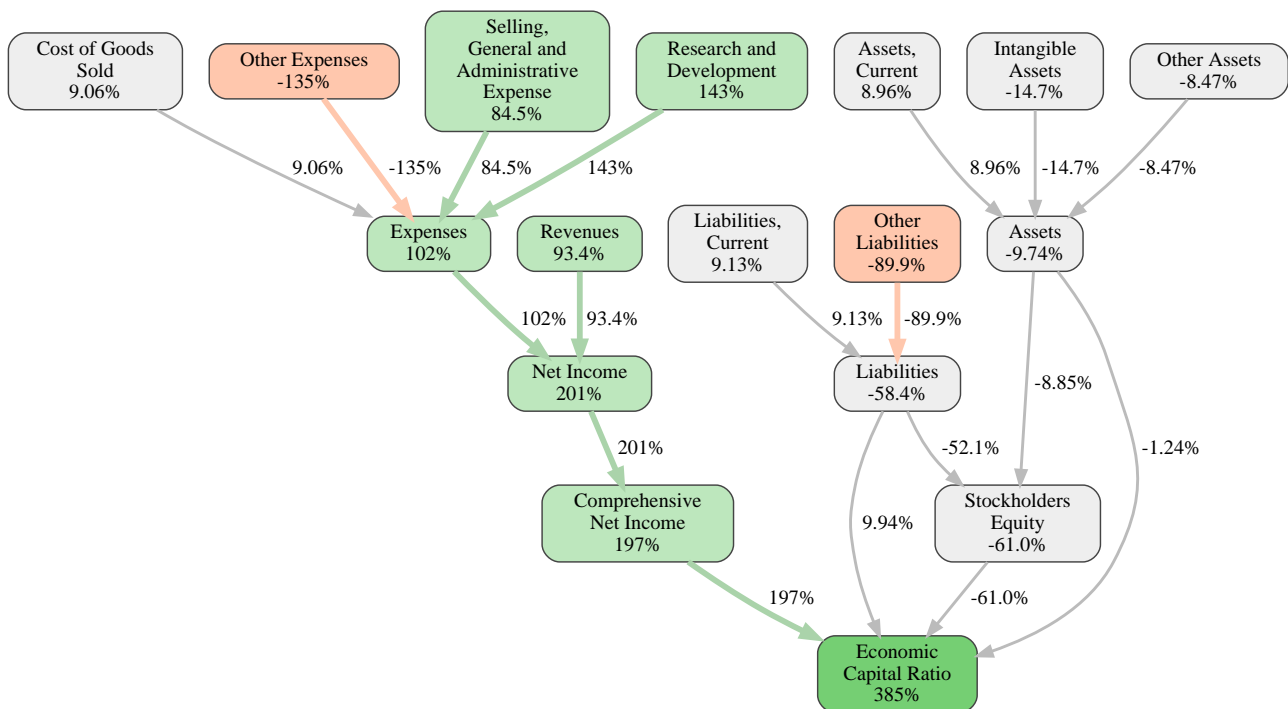 Cost of Goods
Sold
9.06%
Other Expenses
-135%
Selling,
General and
Administrative
Expense
84.5%
Research and
Development
143%
Assets,
Current
8.96%
Intangible
Assets
-14.7%
Other Assets
-8.47%
9.06%
-135%
84.5%
143%
8.96%
-14.7%
-8.47%
Expenses
102%
Revenues
93.4%
Liabilities,
Current
9.13%
Other
Liabilities
-89.9%
Assets
-9.74%
102%
93.4%
9.13%
-89.9%
Net Income
201%
Liabilities
-58.4%
-8.85%
201%
-52.1%
-1.24%
Comprehensive
Net Income
197%
9.94%
Stockholders
Equity
-61.0%
197%
-61.0%
Economic
Capital Ratio
385%